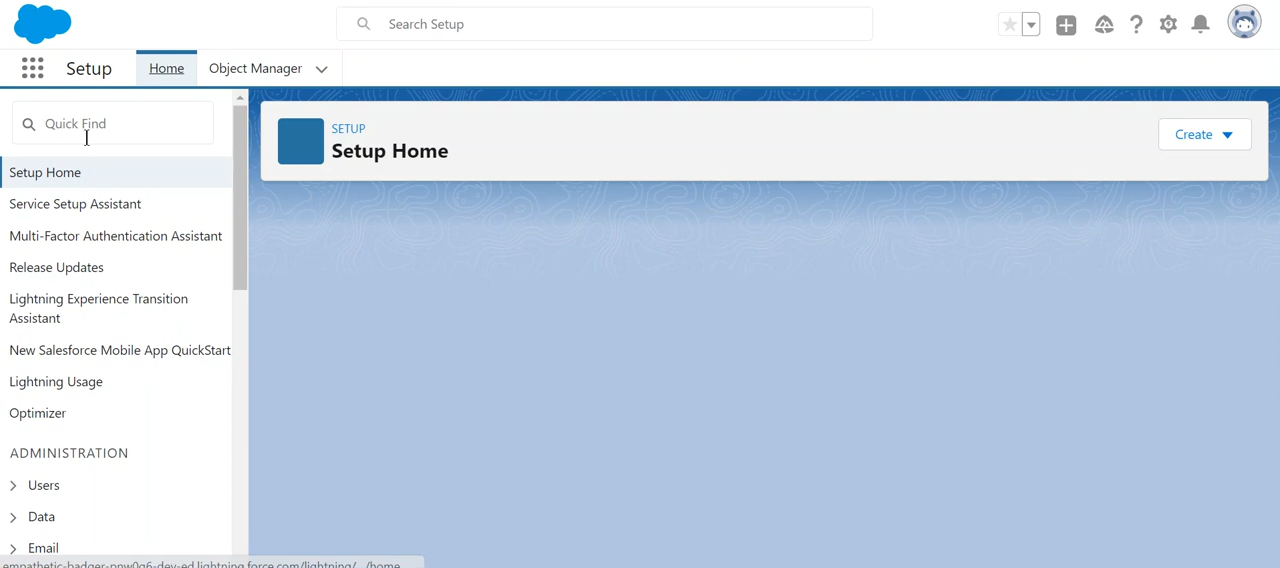 Search Setup
Setup
Home
Object Manager
Quick Find
Setup Home
Service Setup Assistant
Multi-Factor Authentication Assistant
Release Updates
Lightning Experience Transition
Assistant
New Salesforce Mobile App QuickStart
Lightning Usage
Optimizer
ADMINISTRATION
Users
Data
Email
SETUP
Setup Home
Create